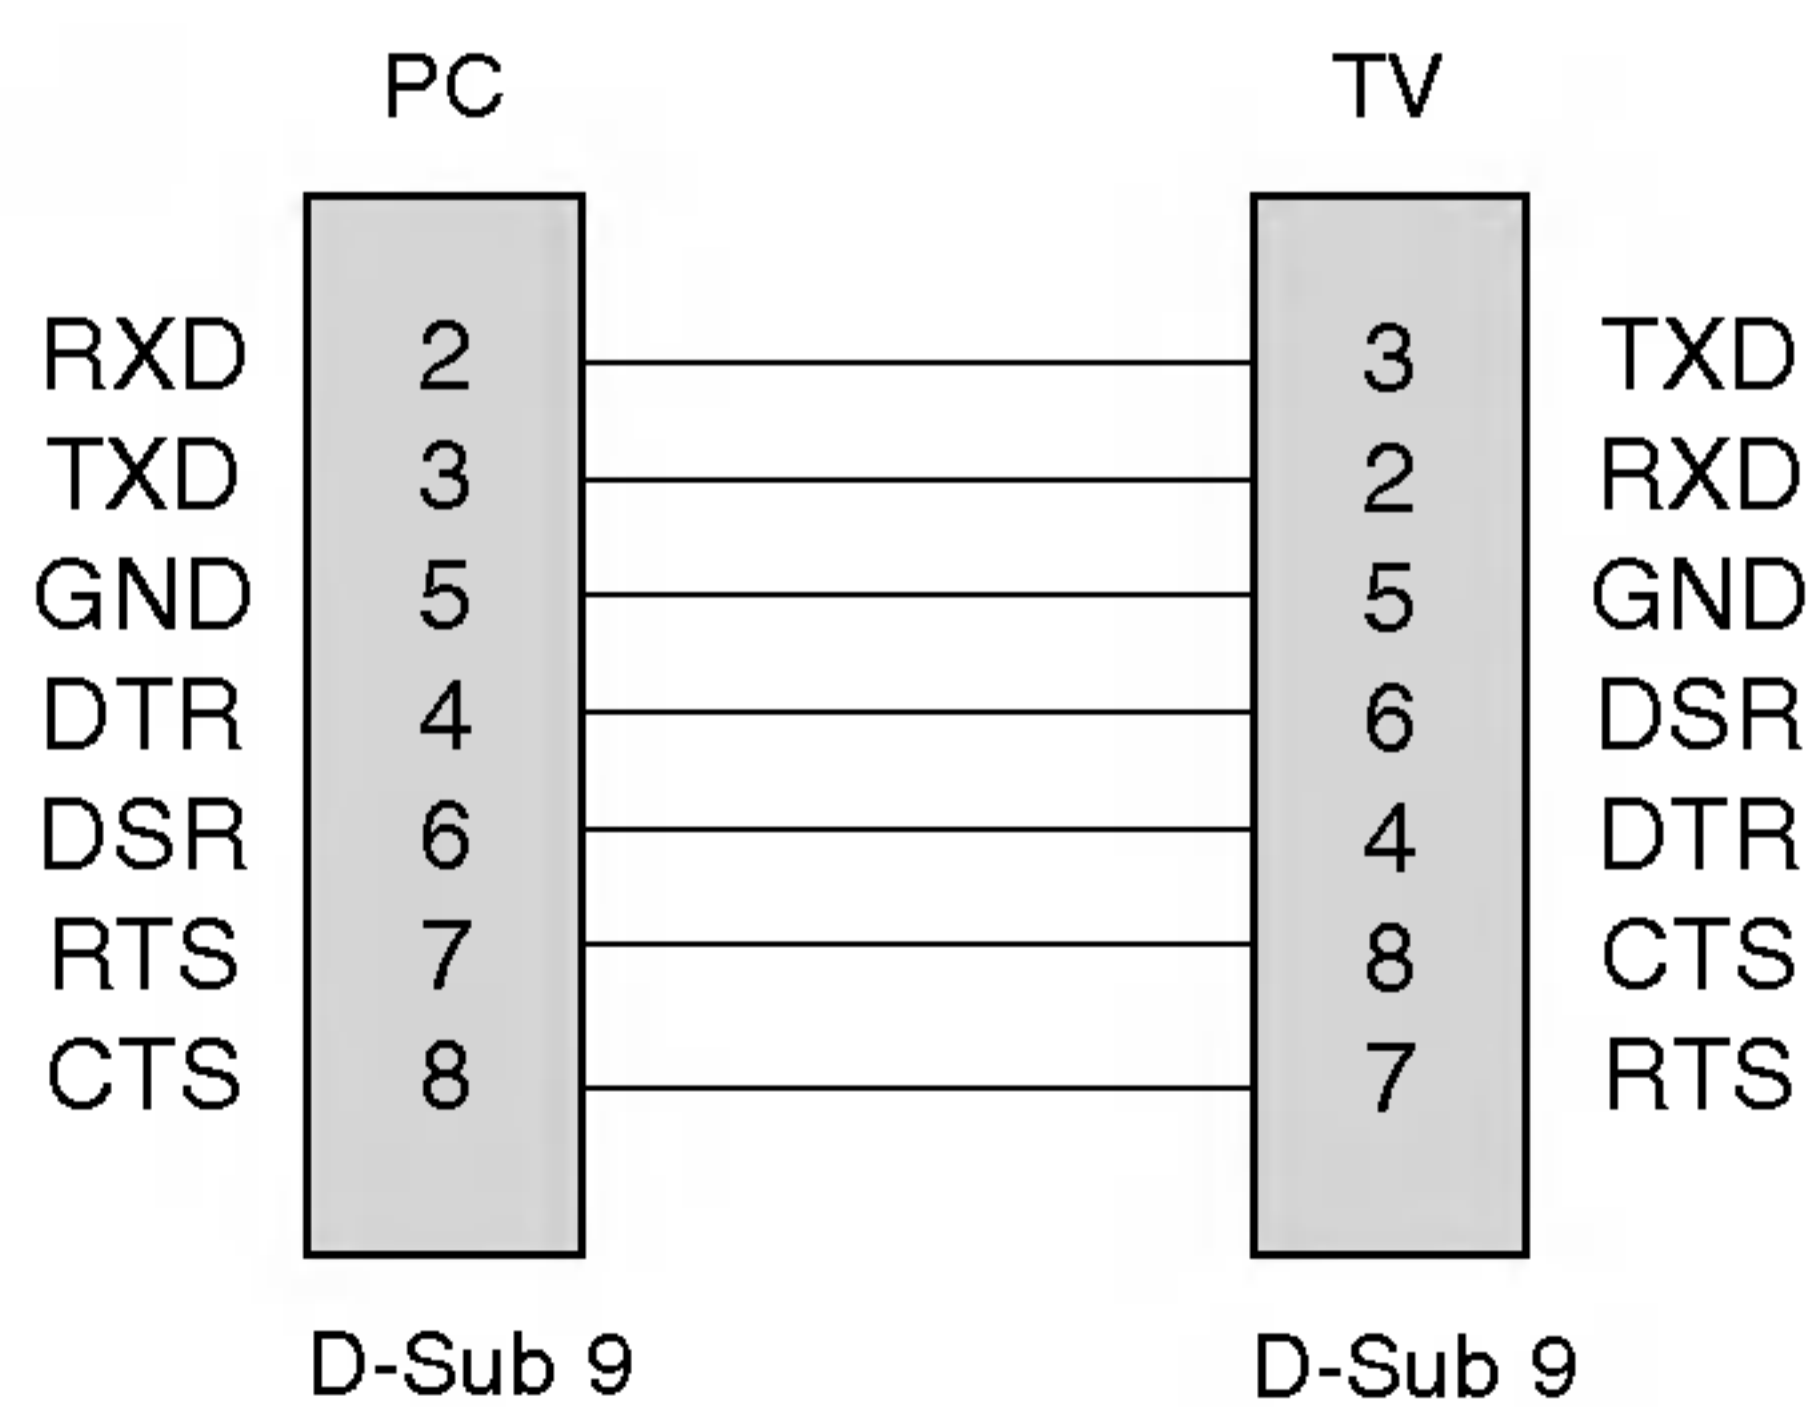 PC TV
RXD 2 3 TXD
TXD 3 2 RXD
GND 5 5 GND
DTR 4 6 DSR
DSR 6 4 DTR
RTS 7 8 CTS
CTS 8 7 RTS
D-Sub 9 D-Sub 9